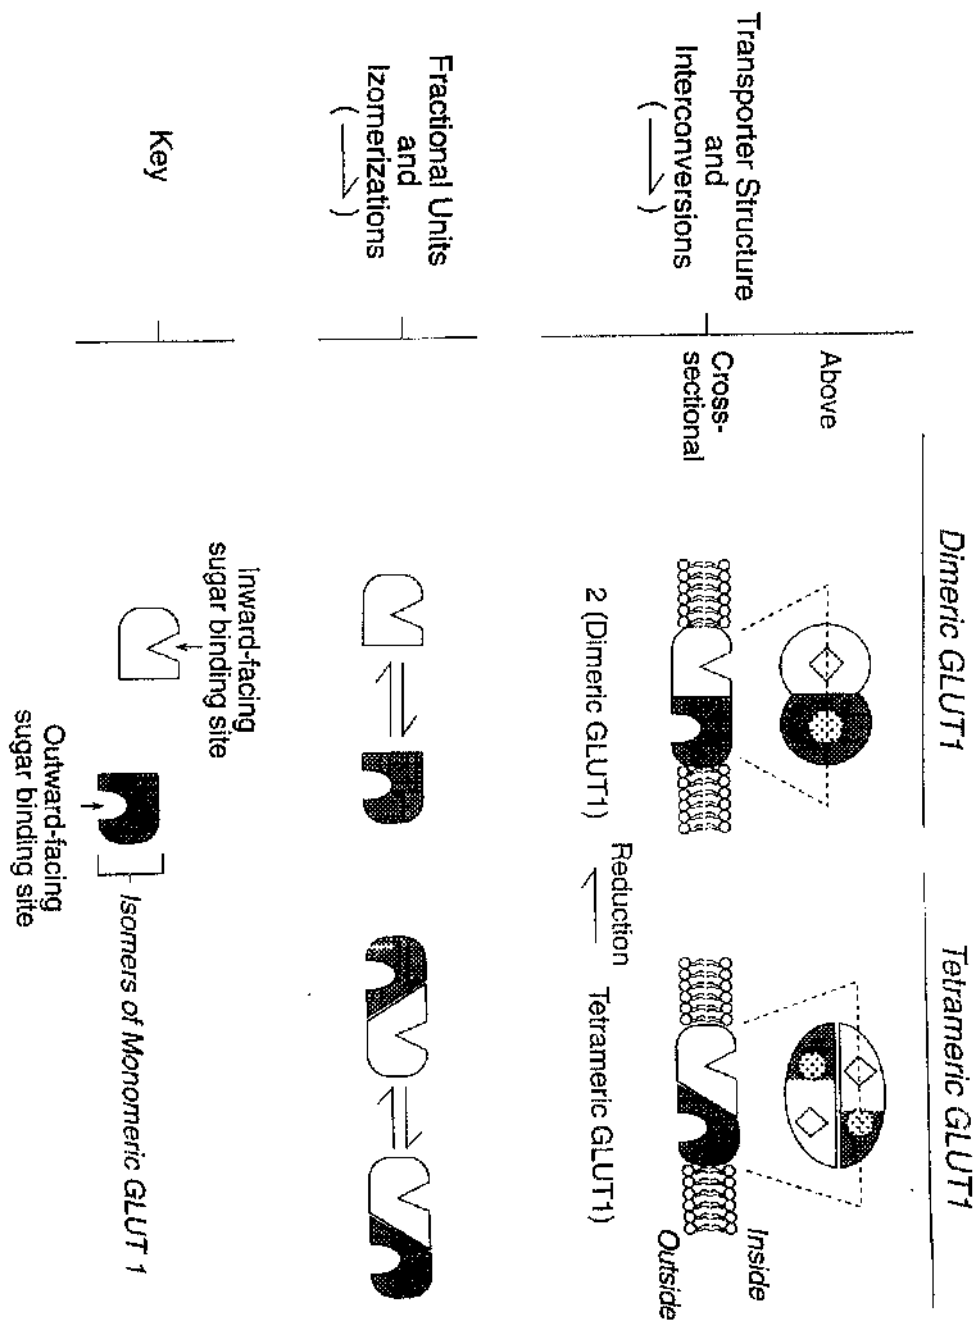 Dimeric GLUT1
Tetrameric GLUT1
Transporter Structure
and
Interconversions
( ⇀ )
Above
Cross-
sectional
Inside
Outside
Reduction
2 (Dimeric GLUT1) ↽ Tetrameric GLUT1)
Fractional Units
and
Izomerizations
( ⇀ )
Key
Inward-facing
sugar binding site
Outward-facing
sugar binding site
Isomers of Monomeric GLUT 1